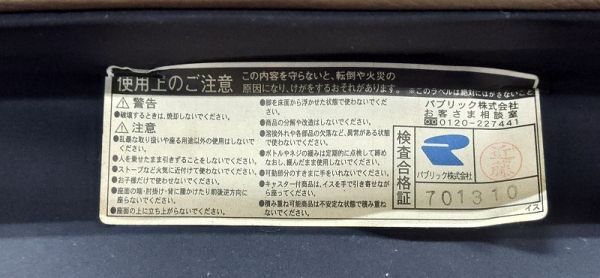 使用上のご注意
この内容を守らないと、転倒や火災の
原因になり、けがをするおそれがあります。
※このラベルは絶対にはがさないこと
⚠警告
●破壊するときは、焼却しないでください。
⚠注意
●乱暴な取り扱いや座る用途以外の使用はしないでください。
●人を乗せたまま引きずることをしないでください。
●ストーブなど火気に近付けて使わないでください。
●お子様だけで使わせないでください。
●座面の端・肘掛け・背に腰かけたり前後逆方向に
座らないでください。
●座面の上に立ち上がらないでください。
●脚を床面から浮かせた状態で使わないでください。
●商品の分解や改造はしないでください。
●溶接外れや各部品の欠落など、異常がある状態
で使わないでください。
●ボトルやネジの緩みは定期的に点検して締め
なおし、緩んだまま使用しないでください。
●可動部分のすきまに手をいれないでください。
●キャスター付商品は、イスを手で引き寄せながら
座ってください。
●積み重ね可能商品は不安定な状態で積み重ね
ないでください。
パブリック株式会社
お客さま相談室
0120-227441
検査合格証
パブリック株式会社
近藤
701310
イス